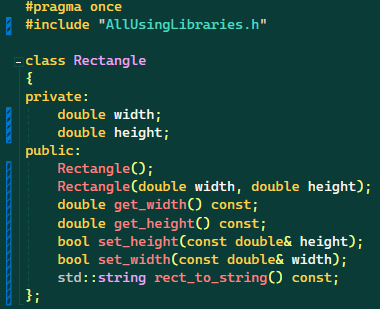 #pragma once
#include "AllUsingLibraries.h"
class Rectangle
{
private:
double width;
double height;
public:
Rectangle();
Rectangle(double width, double height);
double get_width() const;
double get_height() const;
bool set_height(const double& height);
bool set_width(const double& width);
std::string rect_to_string() const;
};